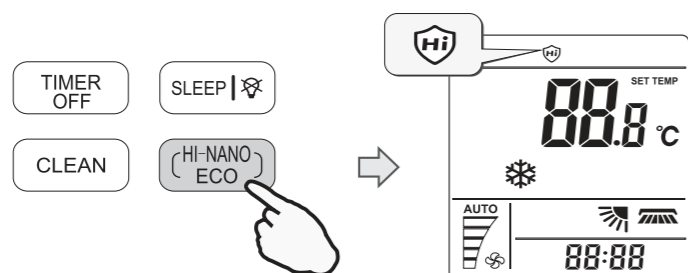 TIMER
OFF
SLEEP
CLEAN
HI-NANO
ECO
Hi
Hi
SET TEMP
88.8 °C
AUTO
88:88